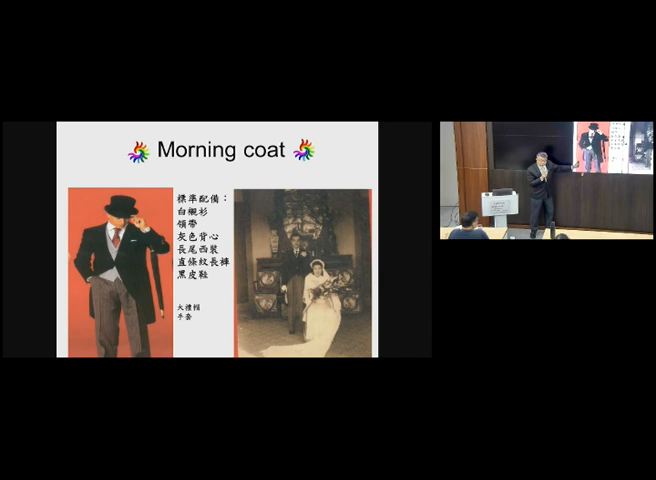 Morning coat
標準配備：
白襯衫
領帶
灰色背心
長尾西裝
直條紋長褲
黑皮鞋
大禮帽
手套